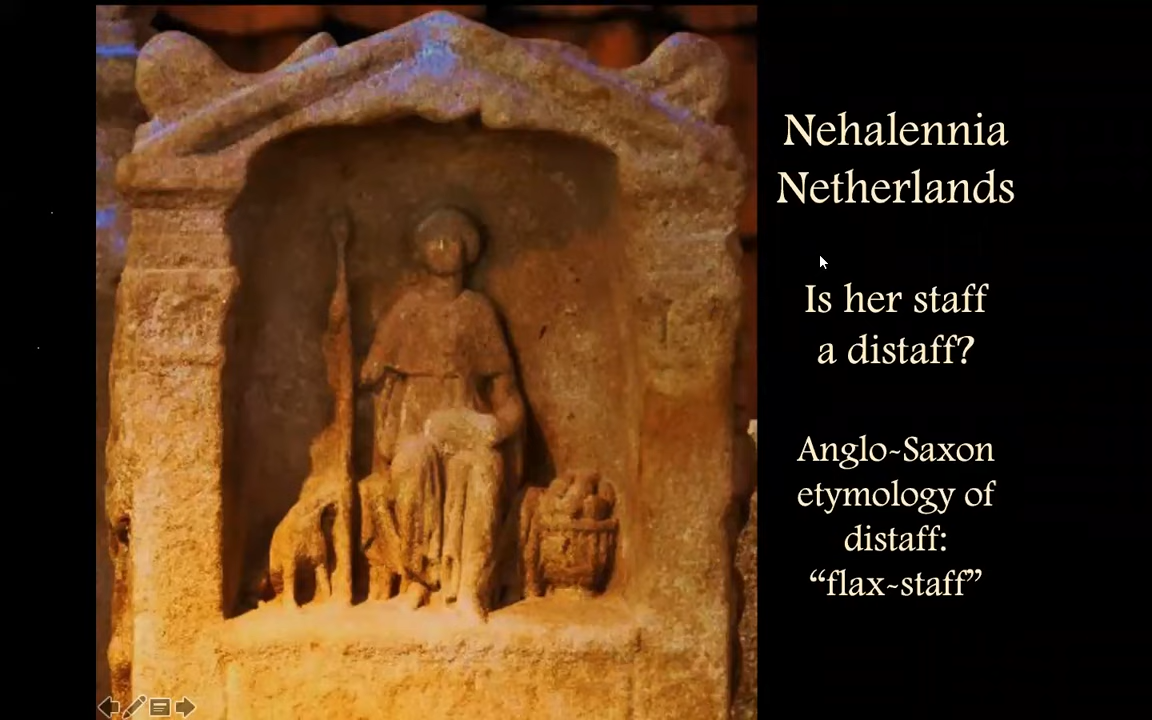 Nehalennia
Netherlands
Is her staff
a distaff?
Anglo-Saxon
etymology of
distaff:
“flax-staff”